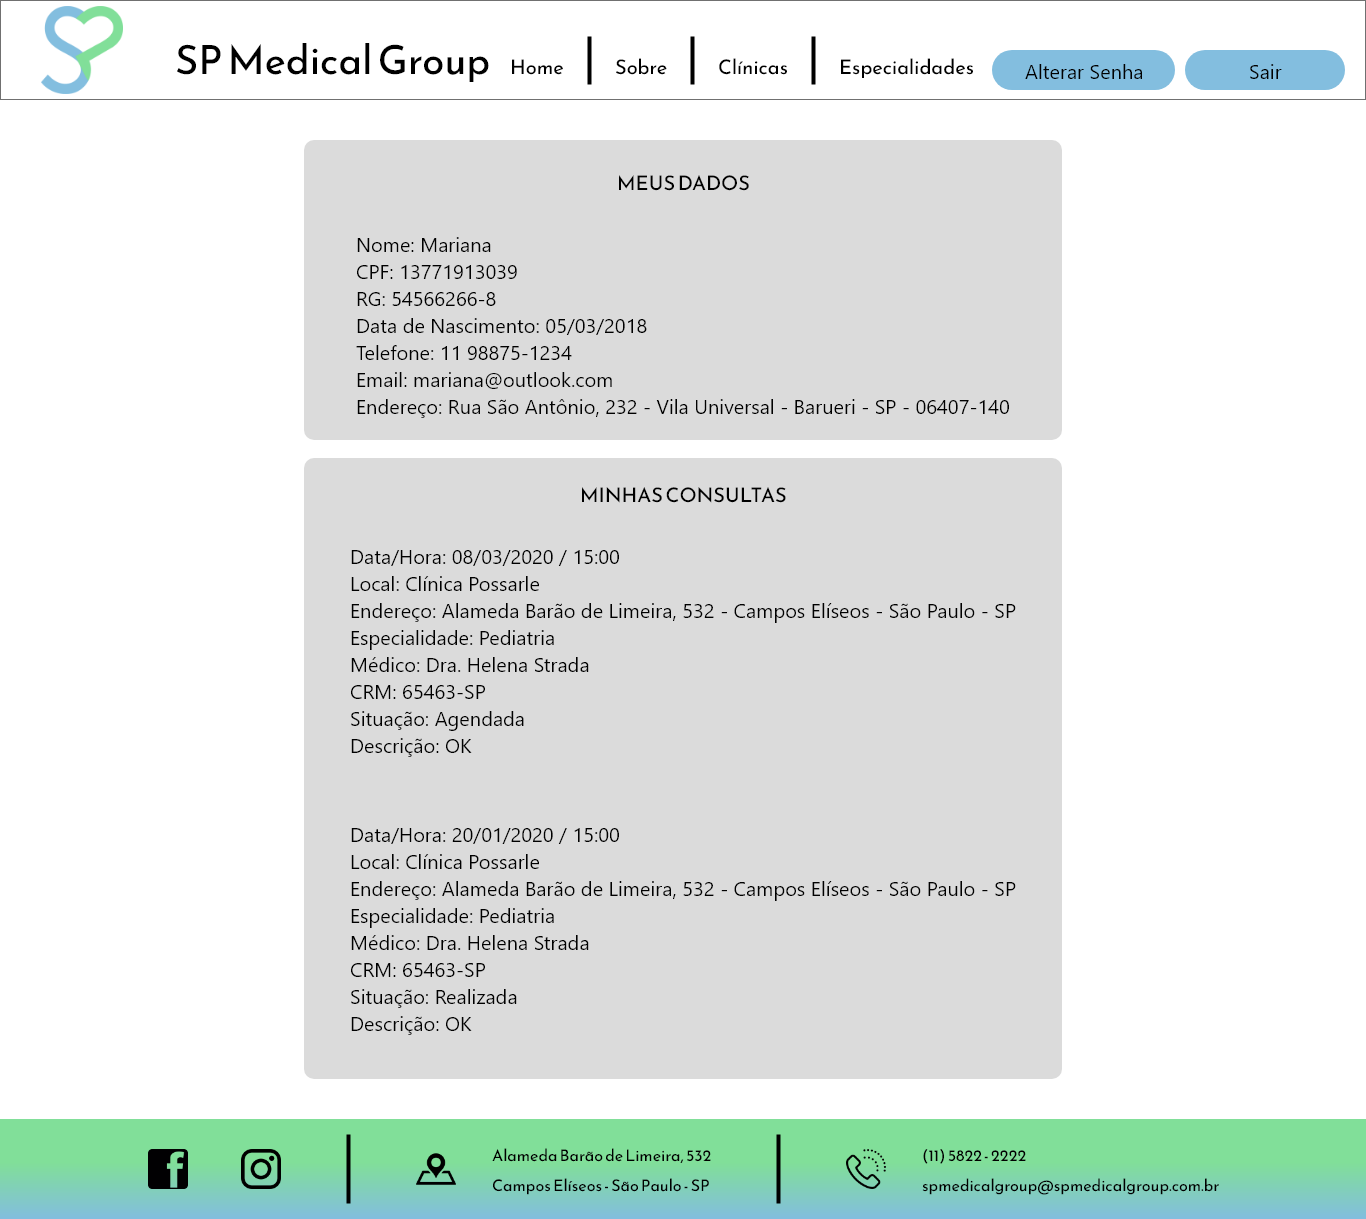 SP Medical Group
Home
Sobre
Clínicas
Especialidades
Alterar Senha
Sair
MEUS DADOS
Nome: Mariana
CPF: 13771913039
RG: 54566266-8
Data de Nascimento: 05/03/2018
Telefone: 11 98875-1234
Email: mariana@outlook.com
Endereço: Rua São Antônio, 232 - Vila Universal - Barueri - SP - 06407-140
MINHAS CONSULTAS
Data/Hora: 08/03/2020 / 15:00
Local: Clínica Possarle
Endereço: Alameda Barão de Limeira, 532 - Campos Elíseos - São Paulo - SP
Especialidade: Pediatria
Médico: Dra. Helena Strada
CRM: 65463-SP
Situação: Agendada
Descrição: OK
Data/Hora: 20/01/2020 / 15:00
Local: Clínica Possarle
Endereço: Alameda Barão de Limeira, 532 - Campos Elíseos - São Paulo - SP
Especialidade: Pediatria
Médico: Dra. Helena Strada
CRM: 65463-SP
Situação: Realizada
Descrição: OK
Alameda Barão de Limeira, 532
Campos Elíseos - São Paulo - SP
(11) 5822 - 2222
spmedicalgroup@spmedicalgroup.com.br